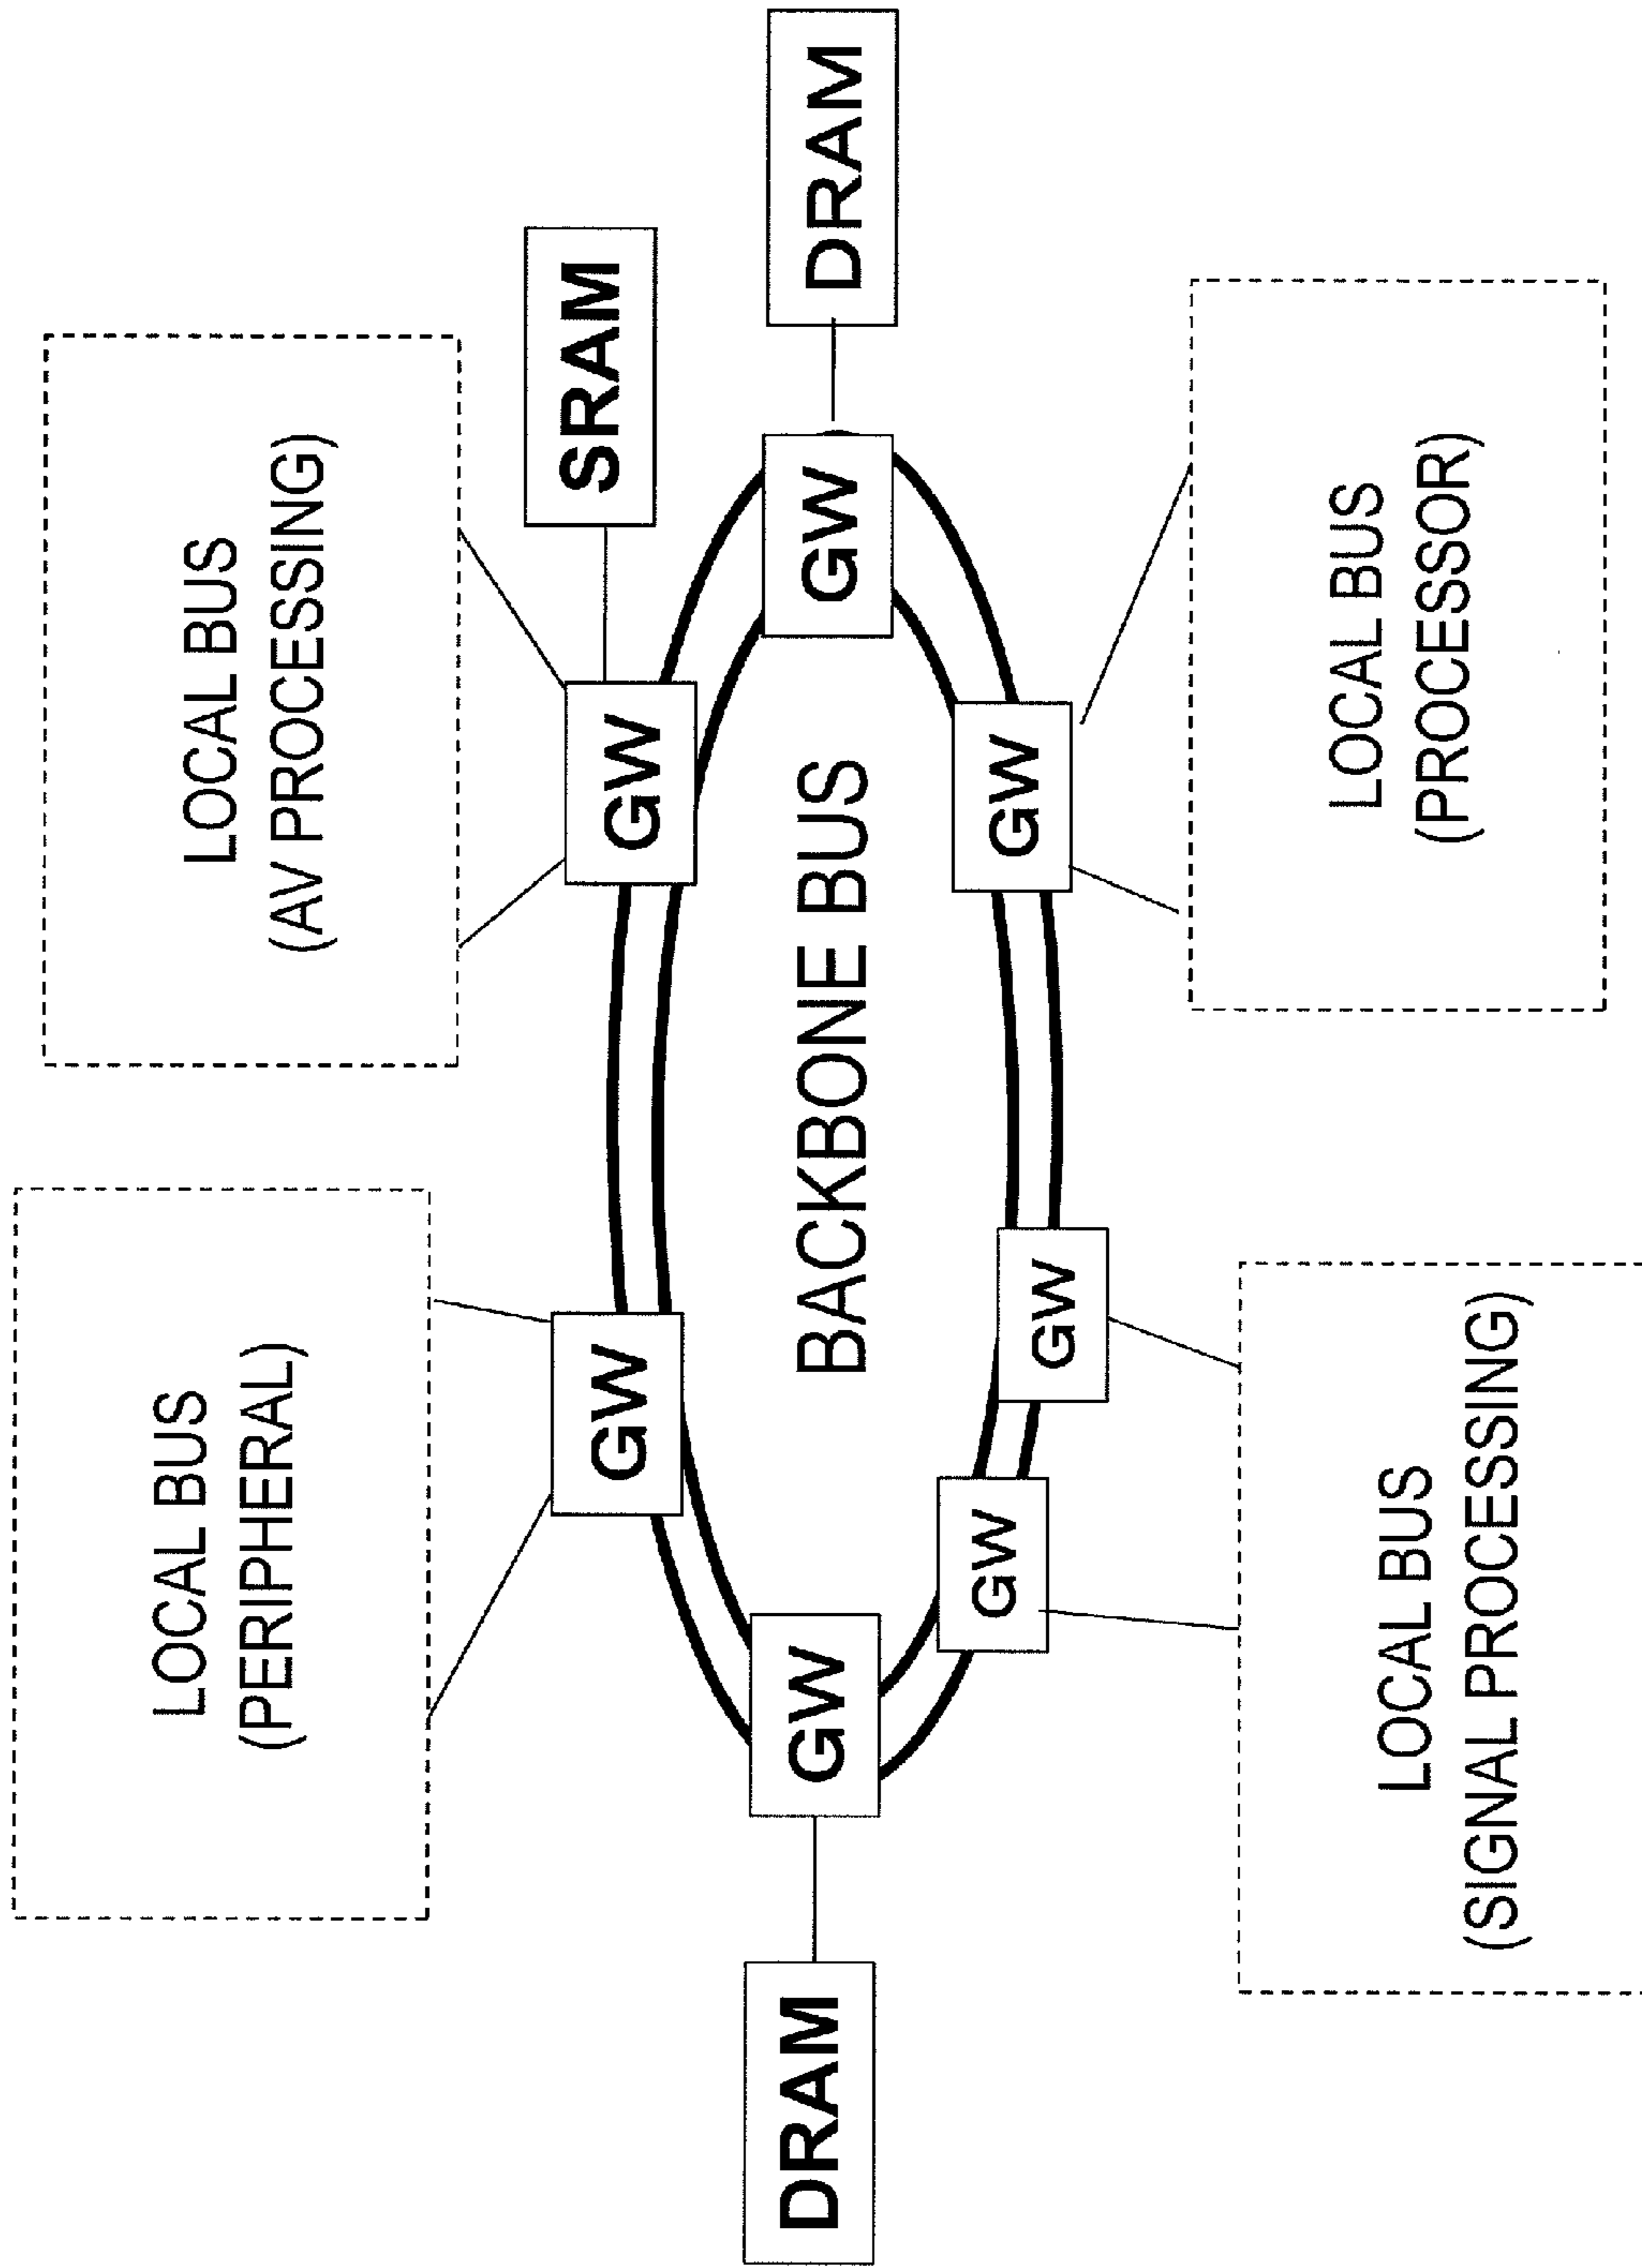 LOCAL BUS
(PERIPHERAL)
LOCAL BUS
(AV PROCESSING)
GW
GW
SRAM
DRAM
GW
BACKBONE BUS
GW
DRAM
GW
GW
GW
LOCAL BUS
(SIGNAL PROCESSING)
LOCAL BUS
(PROCESSOR)